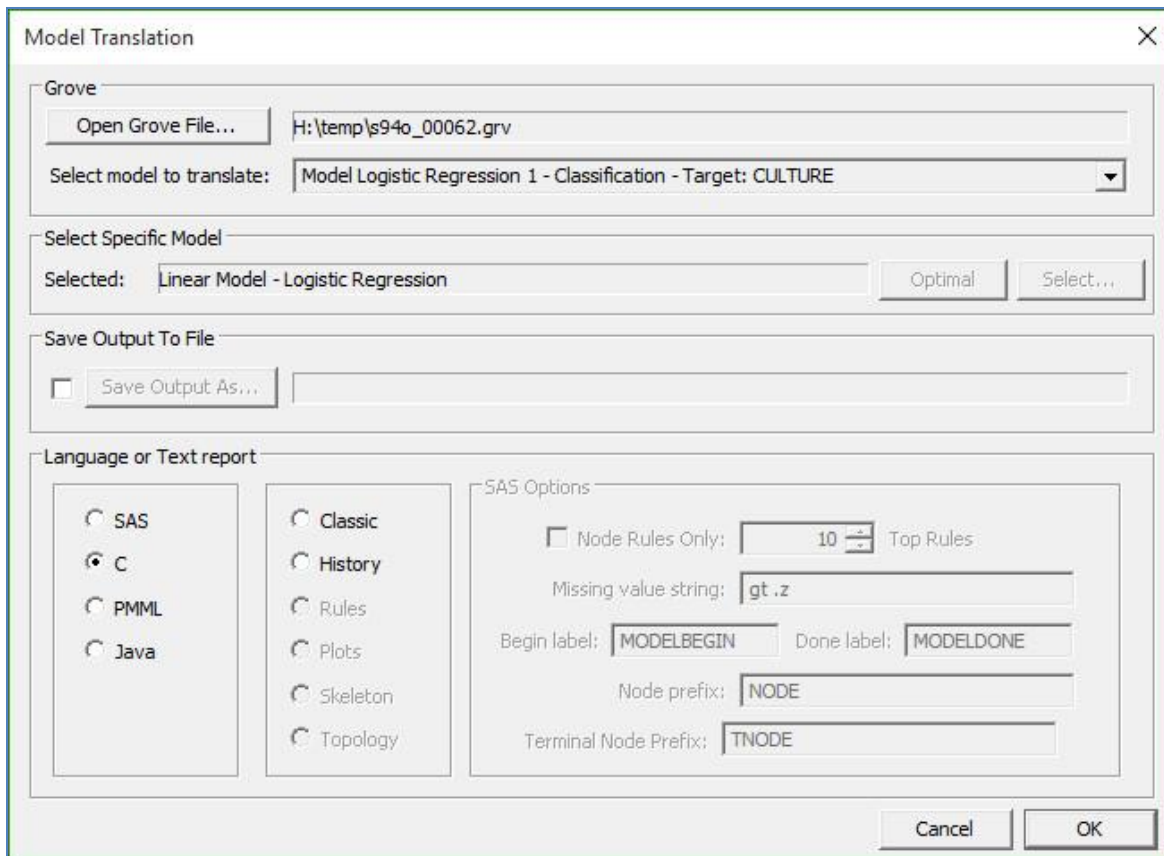 Model Translation
Grove
Open Grove File... H:\temp\s94o_00062.grv
Select model to translate: Model Logistic Regression 1 - Classification - Target: CULTURE
Select Specific Model
Selected: Linear Model - Logistic Regression Optimal Select...
Save Output To File
Save Output As...
Language or Text report
SAS
C
PMML
Java
Classic
History
Rules
Plots
Skeleton
Topology
SAS Options
Node Rules Only: 10 Top Rules
Missing value string: gt .z
Begin label: MODELBEGIN Done label: MODELDONE
Node prefix: NODE
Terminal Node Prefix: TNODE
Cancel OK